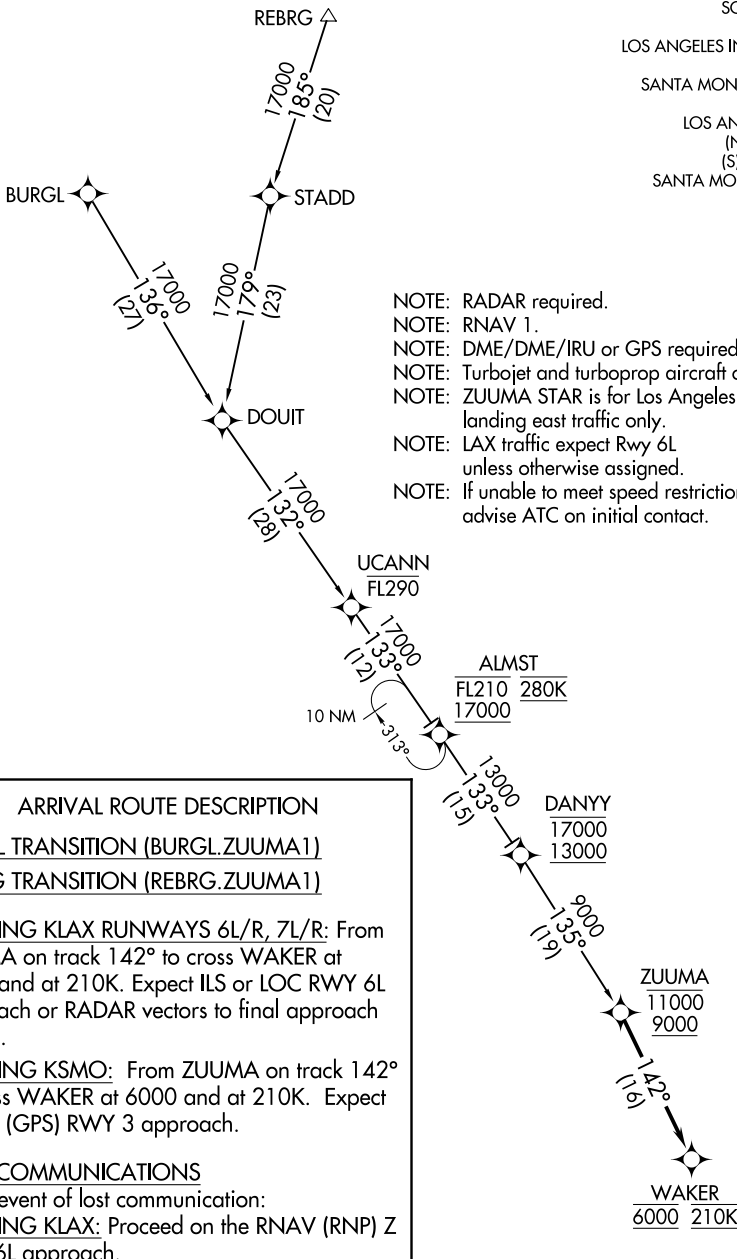 REBRG
17000
185°
(20)
LOS ANGELES
SANTA
LOS
SANTA
BURGL
STADD
17000
136°
(27)
17000
179°
(23)
NOTE: RADAR required.
NOTE: RNAV 1.
NOTE: DME/DME/IRU or GPS required
NOTE: Turbojet and turboprop aircraft
NOTE: ZUUMA STAR is for Los Angeles
landing east traffic only.
NOTE: LAX traffic expect Rwy 6L
unless otherwise assigned.
NOTE: If unable to meet speed restriction
advise ATC on initial contact.
DOUIT
17000
132°
(28)
UCANN
FL290
17000
133°
(12)
ALMST
FL210 280K
17000
10 NM
313°
13000
133°
(15)
DANYY
17000
13000
9000
135°
(19)
ZUUMA
11000
9000
142°
(16)
WAKER
6000 210K
ARRIVAL ROUTE DESCRIPTION
TRANSITION (BURGL.ZUUMA1)
TRANSITION (REBRG.ZUUMA1)
KLAX RUNWAYS 6L/R, 7L/R: From
on track 142° to cross WAKER at
and at 210K. Expect ILS or LOC RWY 6L
or RADAR vectors to final approach
KSMO: From ZUUMA on track 142°
WAKER at 6000 and at 210K. Expect
(GPS) RWY 3 approach.
COMMUNICATIONS
event of lost communication:
KLAX: Proceed on the RNAV (RNP) Z
6L approach.